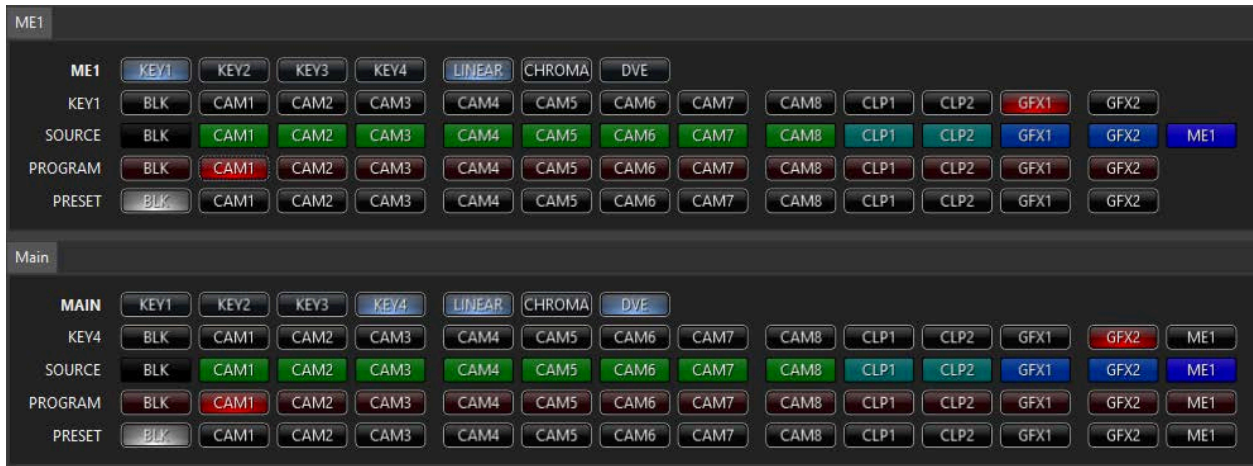 ME1
ME1 KEY1 KEY2 KEY3 KEY4 LINEAR CHROMA DVE
KEY1 BLK CAM1 CAM2 CAM3 CAM4 CAM5 CAM6 CAM7 CAM8 CLP1 CLP2 GFX1 GFX2
SOURCE BLK CAM1 CAM2 CAM3 CAM4 CAM5 CAM6 CAM7 CAM8 CLP1 CLP2 GFX1 GFX2 ME1
PROGRAM BLK CAM1 CAM2 CAM3 CAM4 CAM5 CAM6 CAM7 CAM8 CLP1 CLP2 GFX1 GFX2
PRESET BLK CAM1 CAM2 CAM3 CAM4 CAM5 CAM6 CAM7 CAM8 CLP1 CLP2 GFX1 GFX2
Main
MAIN KEY1 KEY2 KEY3 KEY4 LINEAR CHROMA DVE
KEY4 BLK CAM1 CAM2 CAM3 CAM4 CAM5 CAM6 CAM7 CAM8 CLP1 CLP2 GFX1 GFX2 ME1
SOURCE BLK CAM1 CAM2 CAM3 CAM4 CAM5 CAM6 CAM7 CAM8 CLP1 CLP2 GFX1 GFX2 ME1
PROGRAM BLK CAM1 CAM2 CAM3 CAM4 CAM5 CAM6 CAM7 CAM8 CLP1 CLP2 GFX1 GFX2 ME1
PRESET BLK CAM1 CAM2 CAM3 CAM4 CAM5 CAM6 CAM7 CAM8 CLP1 CLP2 GFX1 GFX2 ME1